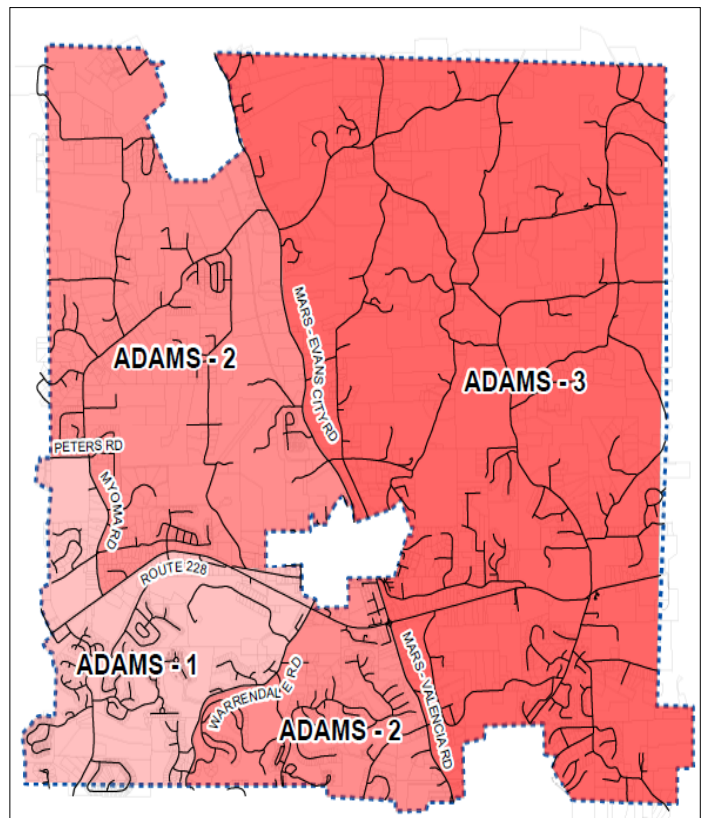 MARS - EVANS CITY RD
ADAMS - 2
ADAMS - 3
PETERS RD
MYOMA RD
ROUTE 228
ADAMS - 1
WARRENDALE RD
ADAMS - 2
MARS - VALENCIA RD